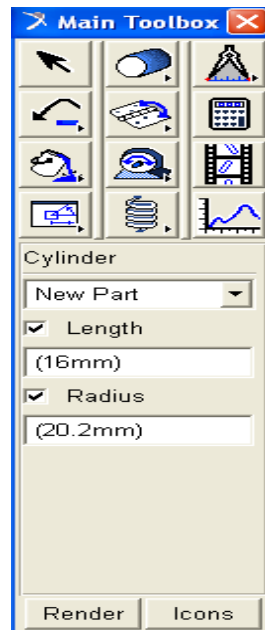 Main Toolbox
Cylinder
New Part
Length
(16mm)
Radius
(20.2mm)
Render Icons